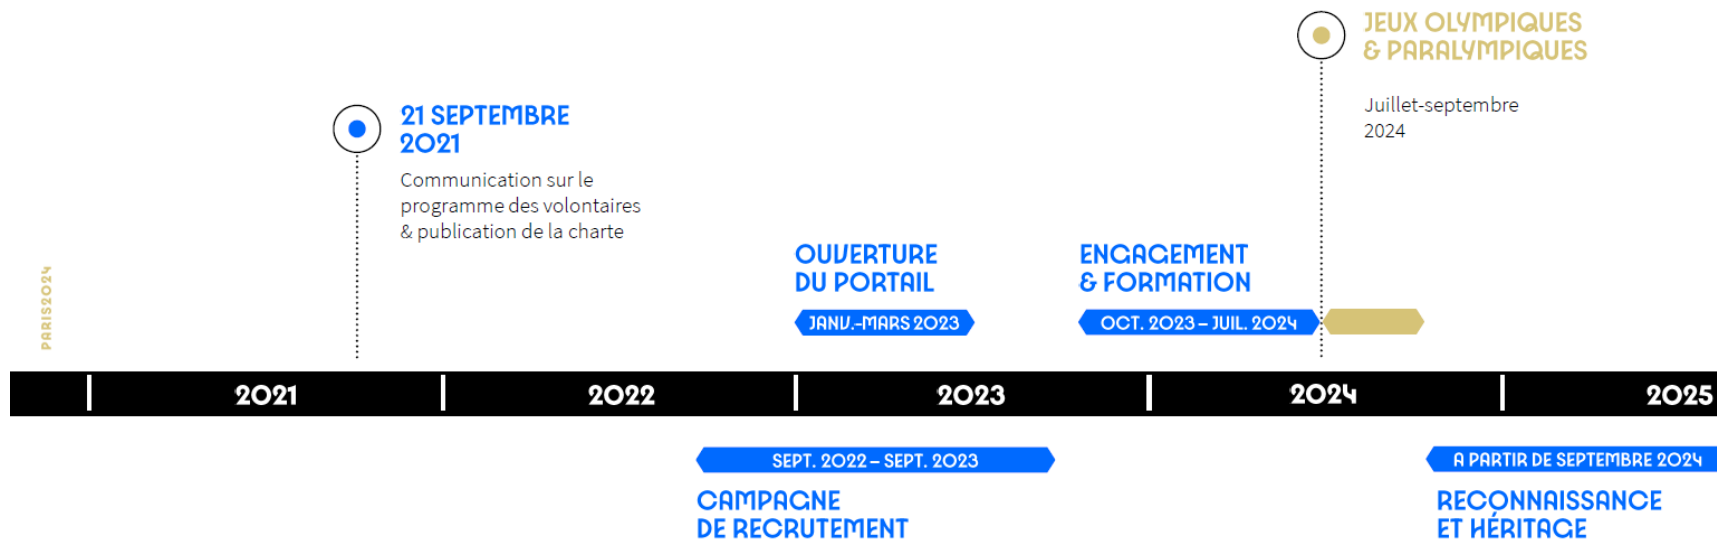 JEUX OLYMPIQUES
& PARALYMPIQUES
Juillet-septembre
2024
21 SEPTEMBRE
2021
Communication sur le
programme des volontaires
& publication de la charte
OUVERTURE
DU PORTAIL
JANV.-MARS 2023
ENGAGEMENT
& FORMATION
OCT. 2023 – JUIL. 2024
PARIS2024
2021
2022
2023
2024
2025
SEPT. 2022 – SEPT. 2023
CAMPAGNE
DE RECRUTEMENT
A PARTIR DE SEPTEMBRE 2024
RECONNAISSANCE
ET HÉRITAGE